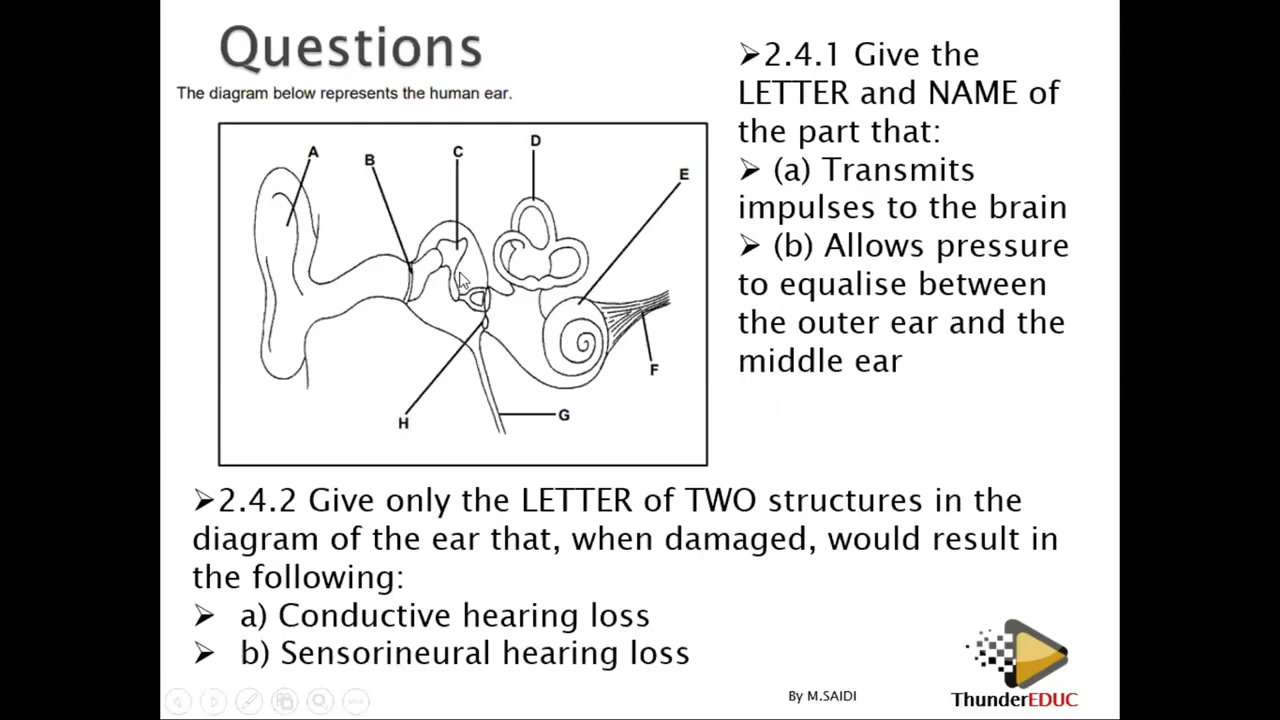 Questions
The diagram below represents the human ear.
A
B
C
D
E
F
G
H
➢2.4.1 Give the
LETTER and NAME of
the part that:
➢ (a) Transmits
impulses to the brain
➢ (b) Allows pressure
to equalise between
the outer ear and the
middle ear
➢2.4.2 Give only the LETTER of TWO structures in the
diagram of the ear that, when damaged, would result in
the following:
➢ a) Conductive hearing loss
➢ b) Sensorineural hearing loss
By M.SAIDI
ThunderEDUC